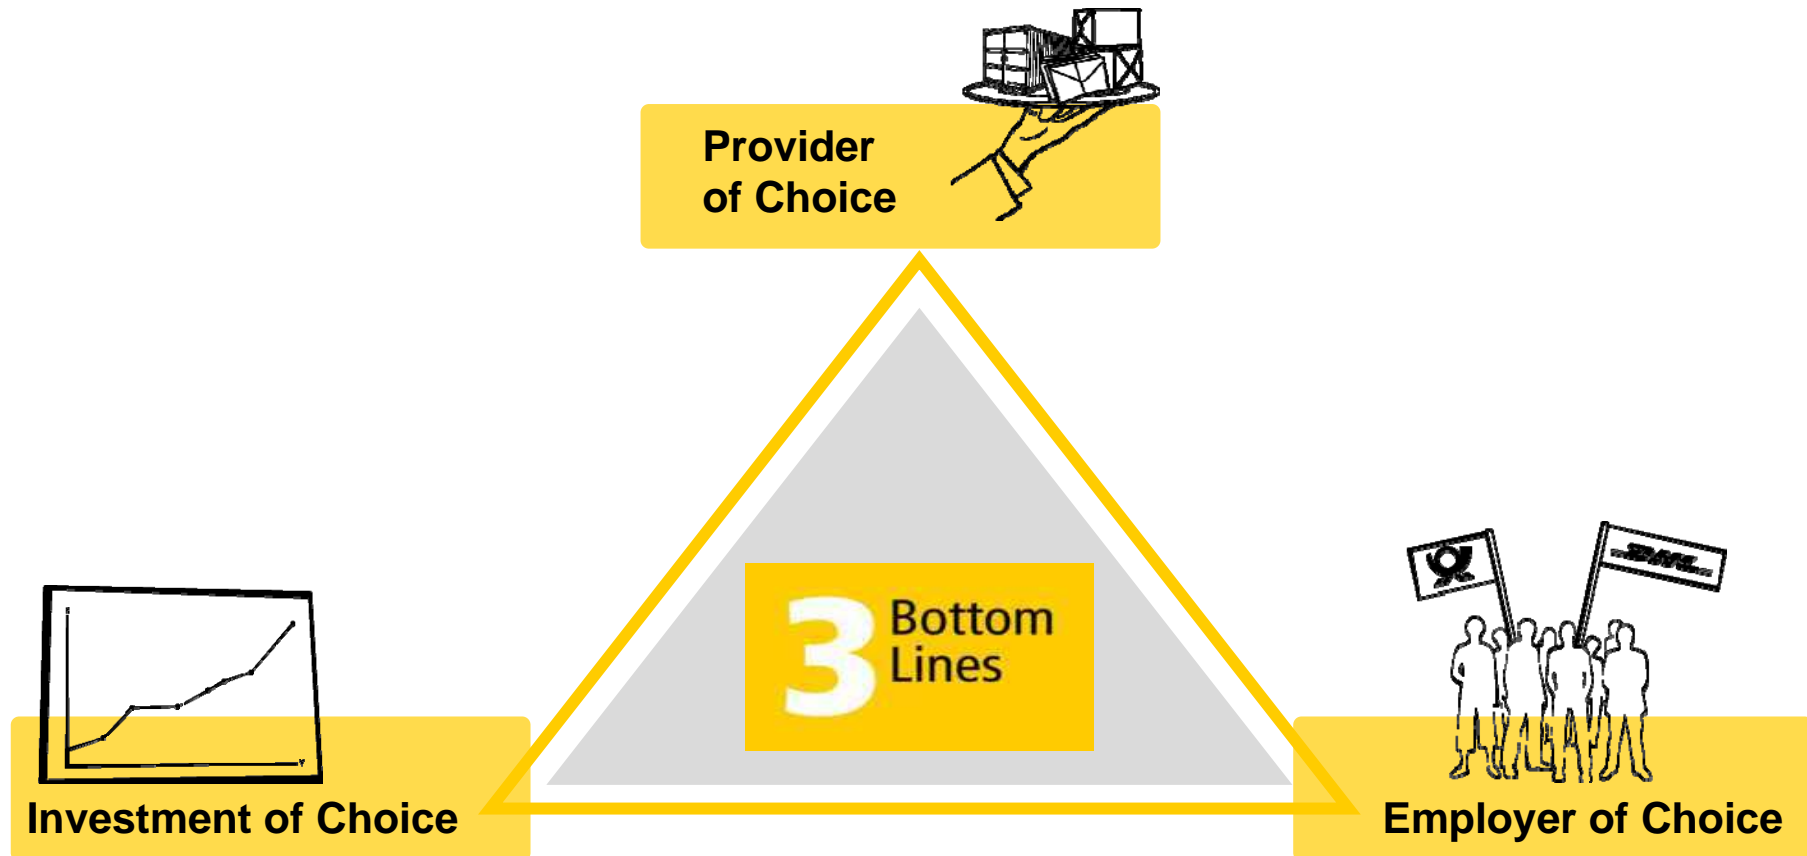 Provider
of Choice
3 Bottom
Lines
Investment of Choice
Employer of Choice